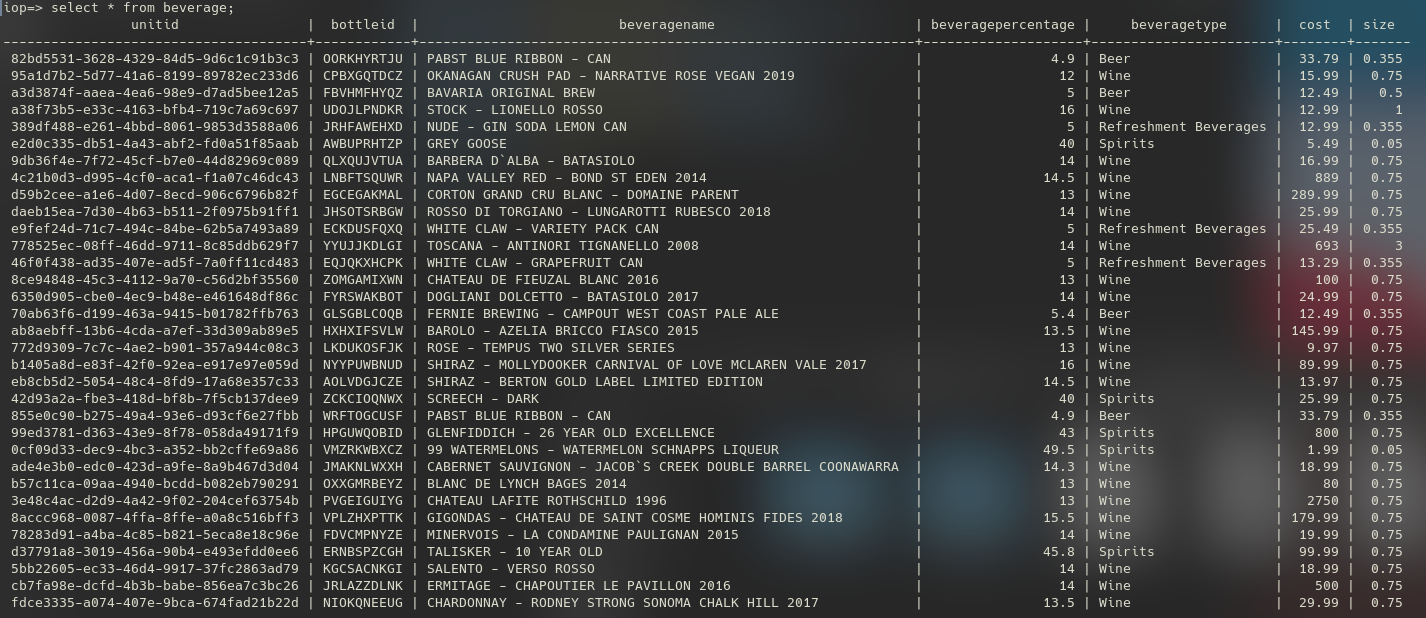 iop=> select * from beverage;
unitid | bottleid | beveragename | beveragepercentage | beveragetype | cost | size
82bd5531-3628-4329-84d5-9d6c1c91b3c3 | OORKHYRTJU | PABST BLUE RIBBON - CAN | 4.9 | Beer | 33.79 | 0.355
95a1d7b2-5d77-41a6-8199-89782ec233d6 | CPBXGQTDCZ | OKANAGAN CRUSH PAD - NARRATIVE ROSE VEGAN 2019 | 12 | Wine | 15.99 | 0.75
a3d3874f-aaea-4ea6-98e9-d7ad5bee12a5 | FBVHMFHYQZ | BAVARIA ORIGINAL BREW | 5 | Beer | 12.49 | 0.5
a38f73b5-e33c-4163-bfb4-719c7a69c697 | UDOJLPNDKR | STOCK - LIONELLO ROSSO | 16 | Wine | 12.99 | 1
389df488-e261-4bbd-8061-9853d3588a06 | JRHFAWEHXD | NUDE - GIN SODA LEMON CAN | 5 | Refreshment Beverages | 12.99 | 0.355
e2d0c335-db51-4a43-abf2-fd0a51f85aab | AWBUPRHTZP | GREY GOOSE | 40 | Spirits | 5.49 | 0.05
9db36f4e-7f72-45cf-b7e0-44d82969c089 | QLXQUJVTUA | BARBERA D`ALBA - BATASIOLO | 14 | Wine | 16.99 | 0.75
4c21b0d3-d995-4cf0-aca1-f1a07c46dc43 | LNBFTSQUWR | NAPA VALLEY RED - BOND ST EDEN 2014 | 14.5 | Wine | 889 | 0.75
d59b2cee-a1e6-4d07-8ecd-906c6796b82f | EGCEGAKMAL | CORTON GRAND CRU BLANC - DOMAINE PARENT | 13 | Wine | 289.99 | 0.75
daeb15ea-7d30-4b63-b511-2f0975b91ff1 | JHSOTSRBGW | ROSSO DI TORGIANO - LUNGAROTTI RUBESCO 2018 | 14 | Wine | 25.99 | 0.75
e9fef24d-71c7-494c-84be-62b5a7493a89 | ECKDUSFQXQ | WHITE CLAW - VARIETY PACK CAN | 5 | Refreshment Beverages | 25.49 | 0.355
778525ec-08ff-46dd-9711-8c85ddb629f7 | YYUJJKDLGI | TOSCANA - ANTINORI TIGNANELLO 2008 | 14 | Wine | 693 | 3
46f0f438-ad35-407e-ad5f-7a0ff11cd483 | EQJQKXHCPK | WHITE CLAW - GRAPEFRUIT CAN | 5 | Refreshment Beverages | 13.29 | 0.355
8ce94848-45c3-4112-9a70-c56d2bf35560 | ZOMGAMIXWN | CHATEAU DE FIEUZAL BLANC 2016 | 13 | Wine | 100 | 0.75
6350d905-cbe0-4ec9-b48e-e461648df86c | FYRSWAKBOT | DOGLIANI DOLCETTO - BATASIOLO 2017 | 14 | Wine | 24.99 | 0.75
70ab63f6-d199-463a-9415-b01782ffb763 | GLSGBLCOQB | FERNIE BREWING - CAMPOUT WEST COAST PALE ALE | 5.4 | Beer | 12.49 | 0.355
ab8aebff-13b6-4cda-a7ef-33d309ab89e5 | HXHXIFSVLW | BAROLO - AZELIA BRICCO FIASCO 2015 | 13.5 | Wine | 145.99 | 0.75
772d9309-7c7c-4ae2-b901-357a944c08c3 | LKDUKOSFJK | ROSE - TEMPUS TWO SILVER SERIES | 13 | Wine | 9.97 | 0.75
b1405a8d-e83f-42f0-92ea-e917e97e059d | NYYPUWBNUD | SHIRAZ - MOLLYDOOKER CARNIVAL OF LOVE MCLAREN VALE 2017 | 16 | Wine | 89.99 | 0.75
eb8cb5d2-5054-48c4-8fd9-17a68e357c33 | AOLVDGJCZE | SHIRAZ - BERTON GOLD LABEL LIMITED EDITION | 14.5 | Wine | 13.97 | 0.75
42d93a2a-fbe3-418d-bf8b-7f5cb137dee9 | ZCKCIOQNWX | SCREECH - DARK | 40 | Spirits | 25.99 | 0.75
855e0c90-b275-49a4-93e6-d93cf6e27fbb | WRFTOGCUSF | PABST BLUE RIBBON - CAN | 4.9 | Beer | 33.79 | 0.355
99ed3781-d363-43e9-8f78-058da49171f9 | HPGUWQOBID | GLENFIDDICH - 26 YEAR OLD EXCELLENCE | 43 | Spirits | 800 | 0.75
0cf09d33-dec9-4bc3-a352-bb2cffe69a86 | VMZRKWBXCZ | 99 WATERMELONS - WATERMELON SCHNAPPS LIQUEUR | 49.5 | Spirits | 1.99 | 0.05
ade4e3b0-edc0-423d-a9fe-8a9b467d3d04 | JMAKNLWXXH | CABERNET SAUVIGNON - JACOB`S CREEK DOUBLE BARREL COONAWARRA | 14.3 | Wine | 18.99 | 0.75
b57c11ca-09aa-4940-bcdd-b082eb790291 | OXXGMRBEYZ | BLANC DE LYNCH BAGES 2014 | 13 | Wine | 80 | 0.75
3e48c4ac-d2d9-4a42-9f02-204cef63754b | PVGEIGUIYG | CHATEAU LAFITE ROTHSCHILD 1996 | 13 | Wine | 2750 | 0.75
8accc968-0087-4ffa-8ffe-a0a8c516bff3 | VPLZHXPTTK | GIGONDAS - CHATEAU DE SAINT COSME HOMINIS FIDES 2018 | 15.5 | Wine | 179.99 | 0.75
78283d91-a4ba-4c85-b821-5eca8e18c96e | FDVCMPNYZE | MINERVOIS - LA CONDAMINE PAULIGNAN 2015 | 14 | Wine | 19.99 | 0.75
d37791a8-3019-456a-90b4-e493efdd0ee6 | ERNBSPZCGH | TALISKER - 10 YEAR OLD | 45.8 | Spirits | 99.99 | 0.75
5bb22605-ec33-46d4-9917-37fc2863ad79 | KGCSACNKGI | SALENTO - VERSO ROSSO | 14 | Wine | 18.99 | 0.75
cb7fa98e-dcfd-4b3b-babe-856ea7c3bc26 | JRLAZZDLNK | ERMITAGE - CHAPOUTIER LE PAVILLON 2016 | 14 | Wine | 500 | 0.75
fdce3335-a074-407e-9bca-674fad21b22d | NIOKQNEEUG | CHARDONNAY - RODNEY STRONG SONOMA CHALK HILL 2017 | 13.5 | Wine | 29.99 | 0.75